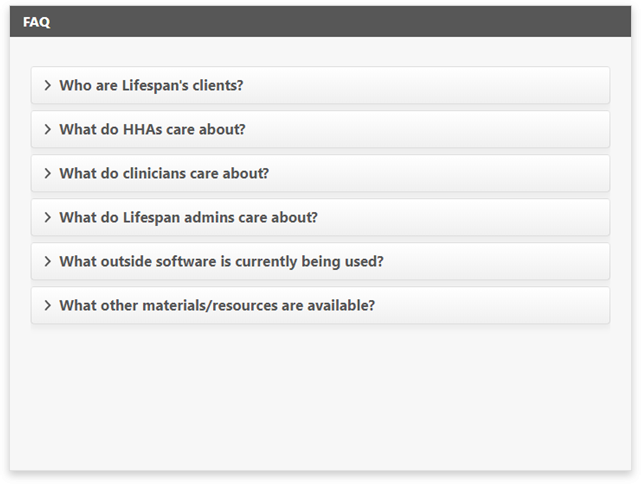 FAQ
Who are Lifespan's clients?
What do HHAs care about?
What do clinicians care about?
What do Lifespan admins care about?
What outside software is currently being used?
What other materials/resources are available?